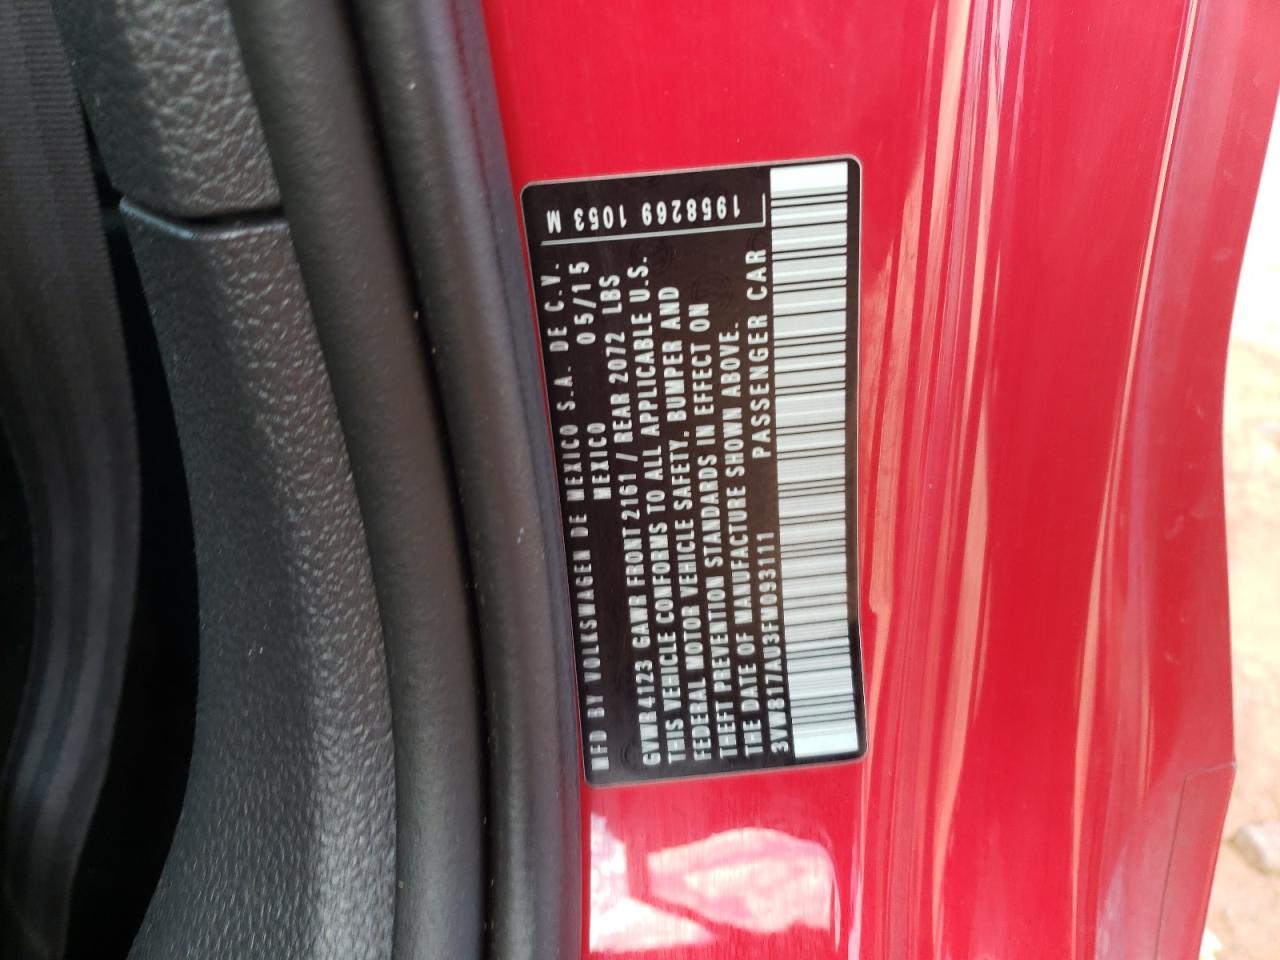 MFD BY VOLKSWAGEN DE MEXICO S.A. DE C.V.
MEXICO 05/15
GVWR 4123 GAWR FRONT 2161 / REAR 2072 LBS
THIS VEHICLE CONFORMS TO ALL APPLICABLE U.S.
FEDERAL MOTOR VEHICLE SAFETY, BUMPER AND
THEFT PREVENTION STANDARDS IN EFFECT ON
THE DATE OF MANUFACTURE SHOWN ABOVE.
3VW817AU3FM093111 PASSENGER CAR
1958269 1053 M